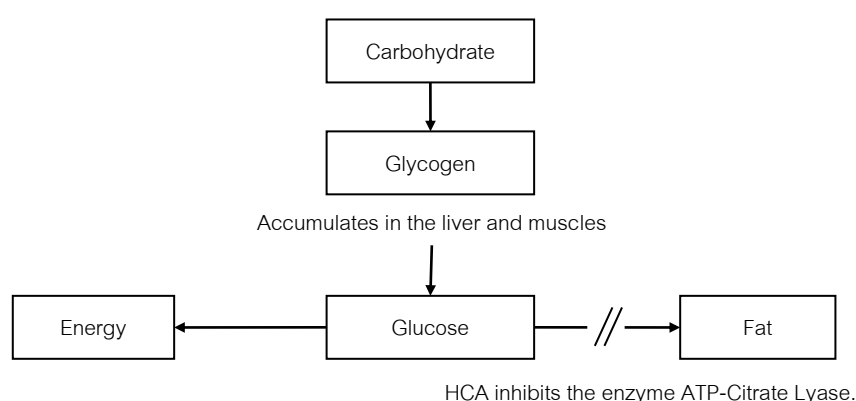 Carbohydrate
Glycogen
Accumulates in the liver and muscles
Energy
Glucose
Fat
HCA inhibits the enzyme ATP-Citrate Lyase.